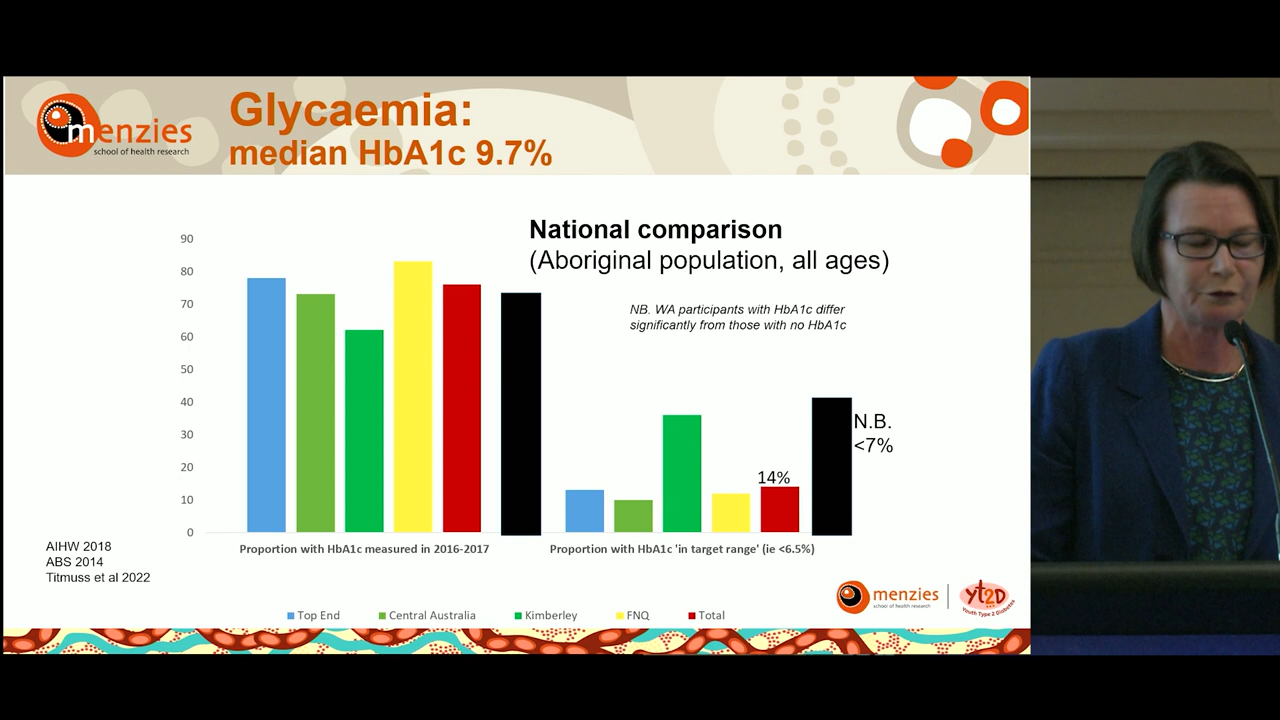 menzies
school of health research
Glycaemia:
median HbA1c 9.7%
National comparison
(Aboriginal population, all ages)
NB. WA participants with HbA1c differ
significantly from those with no HbA1c
90
80
70
60
50
40
30
20
10
0
14%
N.B.
<7%
Proportion with HbA1c measured in 2016-2017
Proportion with HbA1c 'in target range' (ie <6.5%)
AIHW 2018
ABS 2014
Titmuss et al 2022
Top End
Central Australia
Kimberley
FNQ
Total
menzies
school of health research
yt2D
Youth Type 2 Diabetes